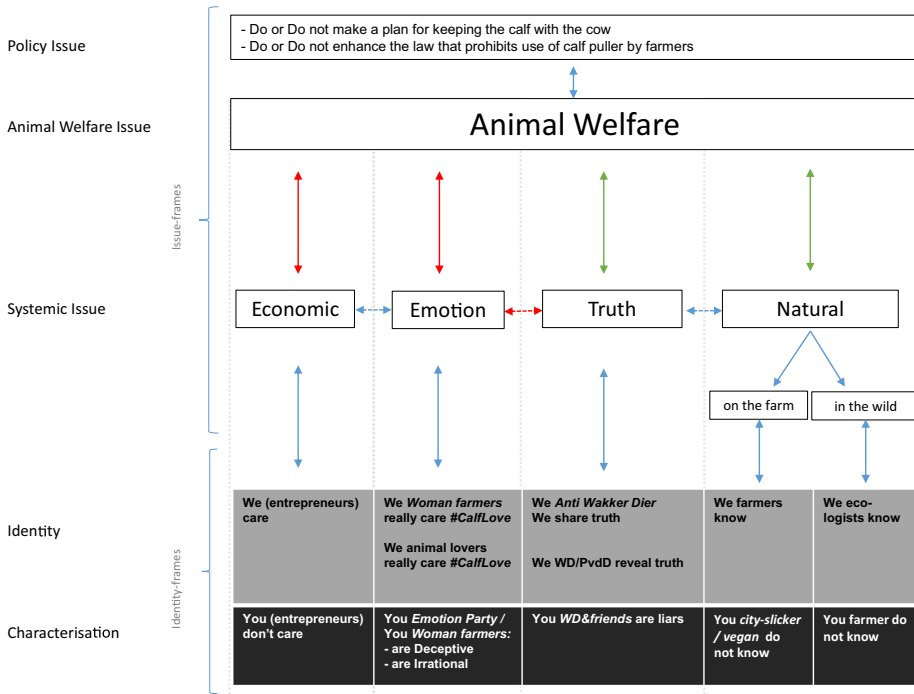 Policy Issue
- Do or Do not make a plan for keeping the calf with the cow
- Do or Do not enhance the law that prohibits use of calf puller by farmers
Animal Welfare Issue
Animal Welfare
Issue-frames
Systemic Issue
Economic
Emotion
Truth
Natural
on the farm
in the wild
Identity
We (entrepreneurs)
care
We Woman farmers
really care #CalfLove
We animal lovers
really care #CalfLove
We Anti Wakker Dier
We share truth
We WD/PvdD reveal truth
We farmers
know
We eco-
logists know
Identity-frames
Characterisation
You (entrepreneurs)
don't care
You Emotion Party /
You Woman farmers:
- are Deceptive
- are Irrational
You WD&friends are liars
You city-slicker
/ vegan do
not know
You farmer do
not know